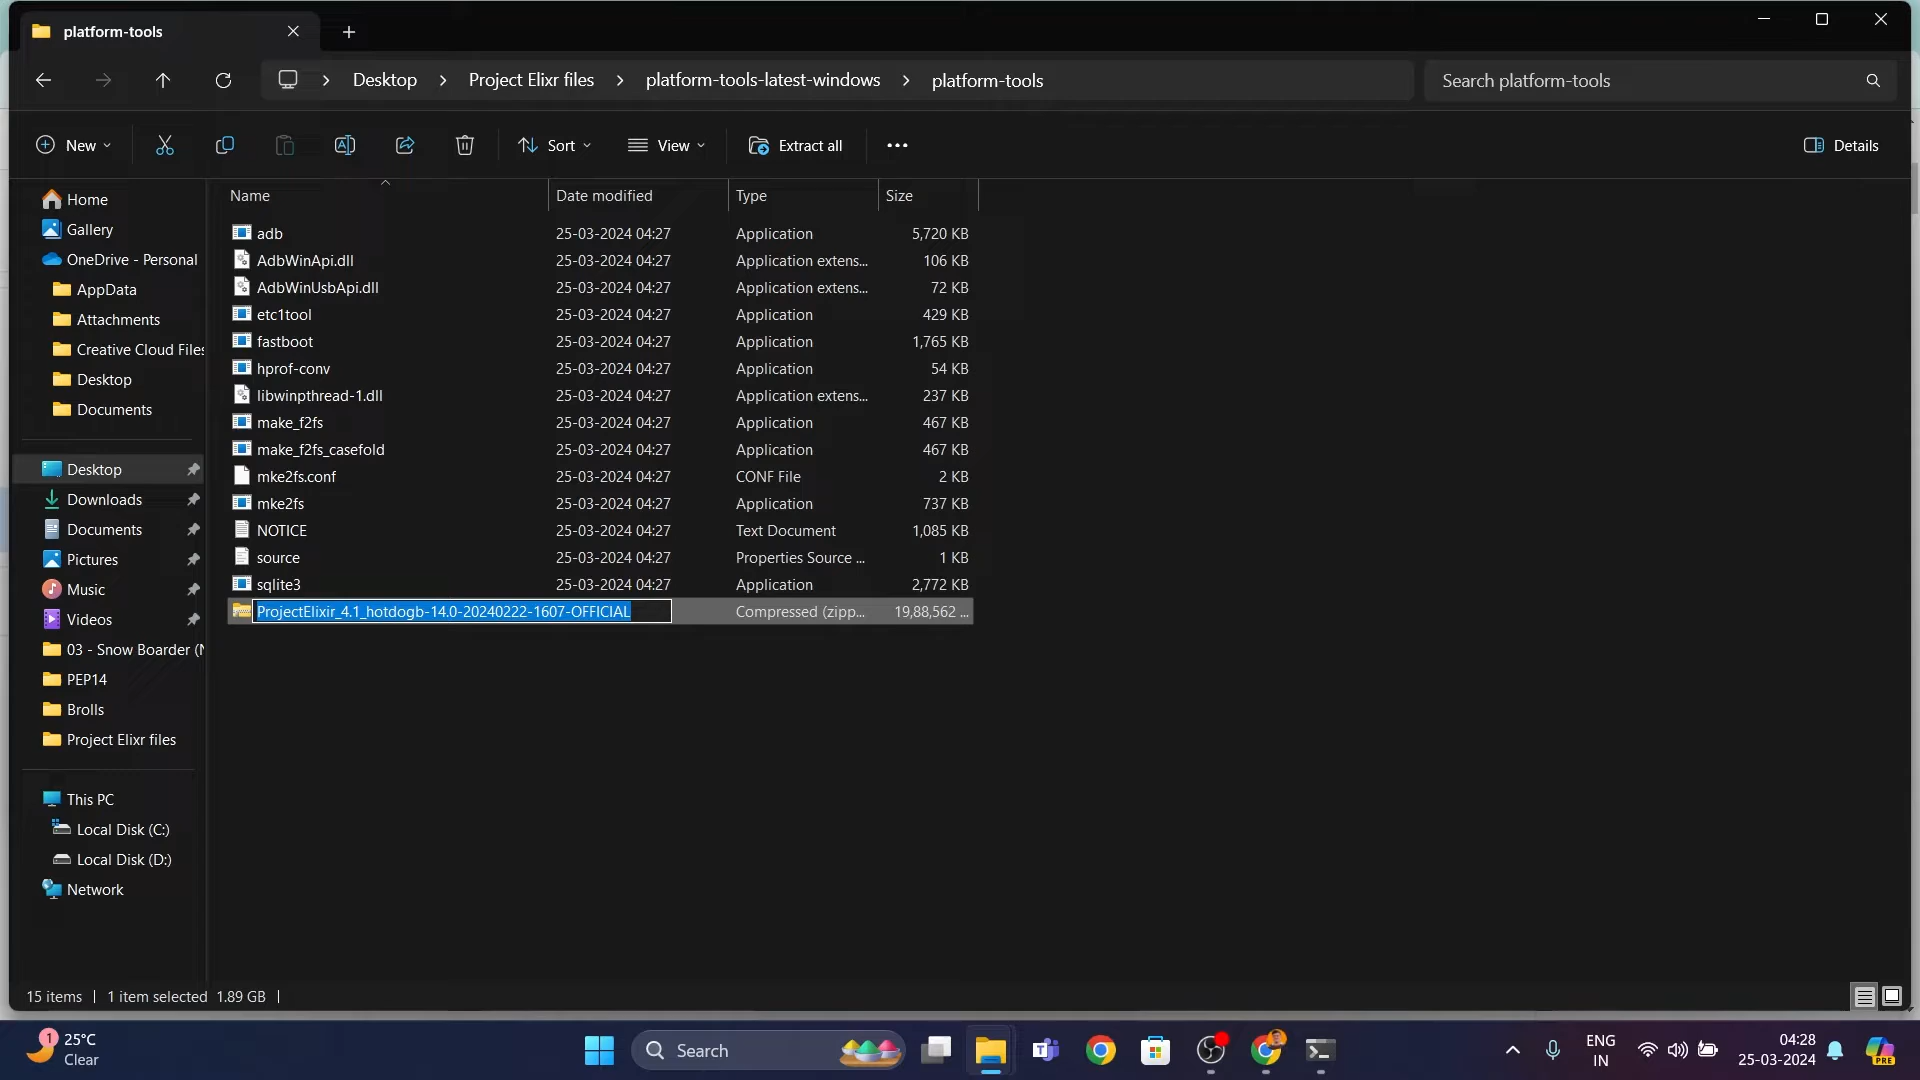 platform-tools
Desktop
Project Elixr files
platform-tools-latest-windows
platform-tools
Search platform-tools
New
Sort
View
Extract all
Details
Name
Date modified
Type
Size
adb 25-03-2024 04:27 Application 5,720 KB
AdbWinApi.dll 25-03-2024 04:27 Application extens... 106 KB
AdbWinUsbApi.dll 25-03-2024 04:27 Application extens... 72 KB
etc1tool 25-03-2024 04:27 Application 429 KB
fastboot 25-03-2024 04:27 Application 1,765 KB
hprof-conv 25-03-2024 04:27 Application 54 KB
libwinpthread-1.dll 25-03-2024 04:27 Application extens... 237 KB
make_f2fs 25-03-2024 04:27 Application 467 KB
make_f2fs_casefold 25-03-2024 04:27 Application 467 KB
mke2fs.conf 25-03-2024 04:27 CONF File 2 KB
mke2fs 25-03-2024 04:27 Application 737 KB
NOTICE 25-03-2024 04:27 Text Document 1,085 KB
source 25-03-2024 04:27 Properties Source ... 1 KB
sqlite3 25-03-2024 04:27 Application 2,772 KB
ProjectElixir_4.1_hotdogb-14.0-20240222-1607-OFFICIAL Compressed (zipp... 19,88,562 ...
Home
Gallery
OneDrive - Personal
AppData
Attachments
Creative Cloud Files
Desktop
Documents
Desktop
Downloads
Documents
Pictures
Music
Videos
03 - Snow Boarder (N
PEP14
Brolls
Project Elixr files
This PC
Local Disk (C:)
Local Disk (D:)
Network
15 items
1 item selected 1.89 GB
1
25°C
Clear
Search
ENG
IN
04:28
25-03-2024
PRE